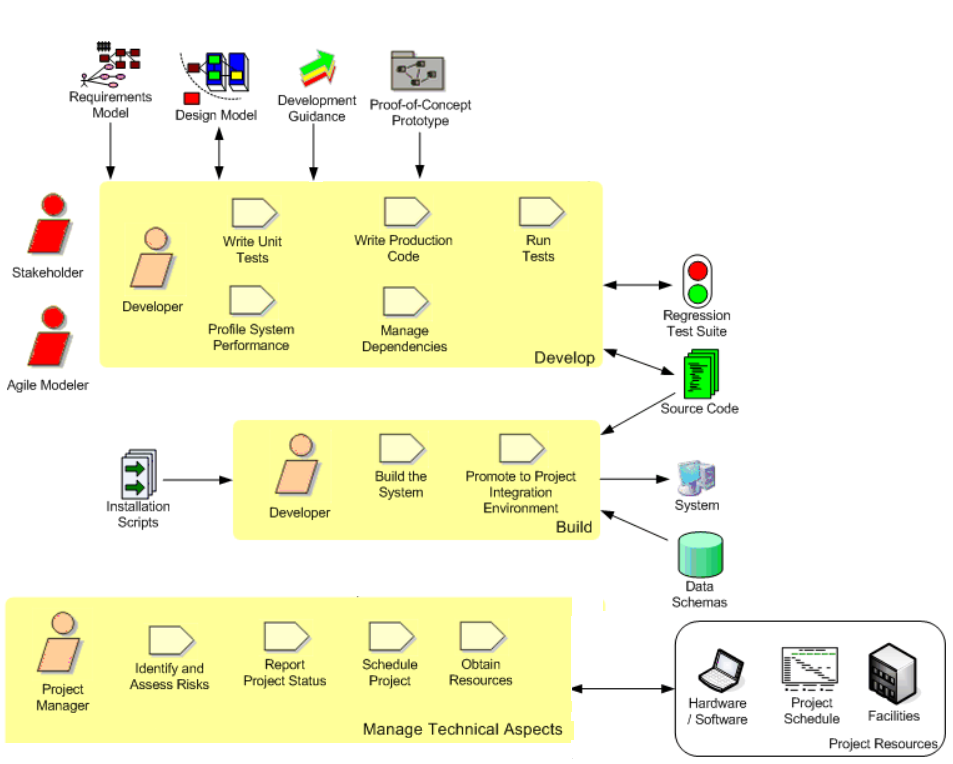 Requirements
Model
Design Model
Development
Guidance
Proof-of-Concept
Prototype
Stakeholder
Agile Modeler
Developer
Write Unit
Tests
Write Production
Code
Run
Tests
Profile System
Performance
Manage
Dependencies
Develop
Regression
Test Suite
Source Code
Installation
Scripts
Developer
Build the
System
Promote to Project
Integration
Environment
Build
System
Data
Schemas
Project
Manager
Identify and
Assess Risks
Report
Project Status
Schedule
Project
Obtain
Resources
Manage Technical Aspects
Hardware
/ Software
Project
Schedule
Facilities
Project Resources